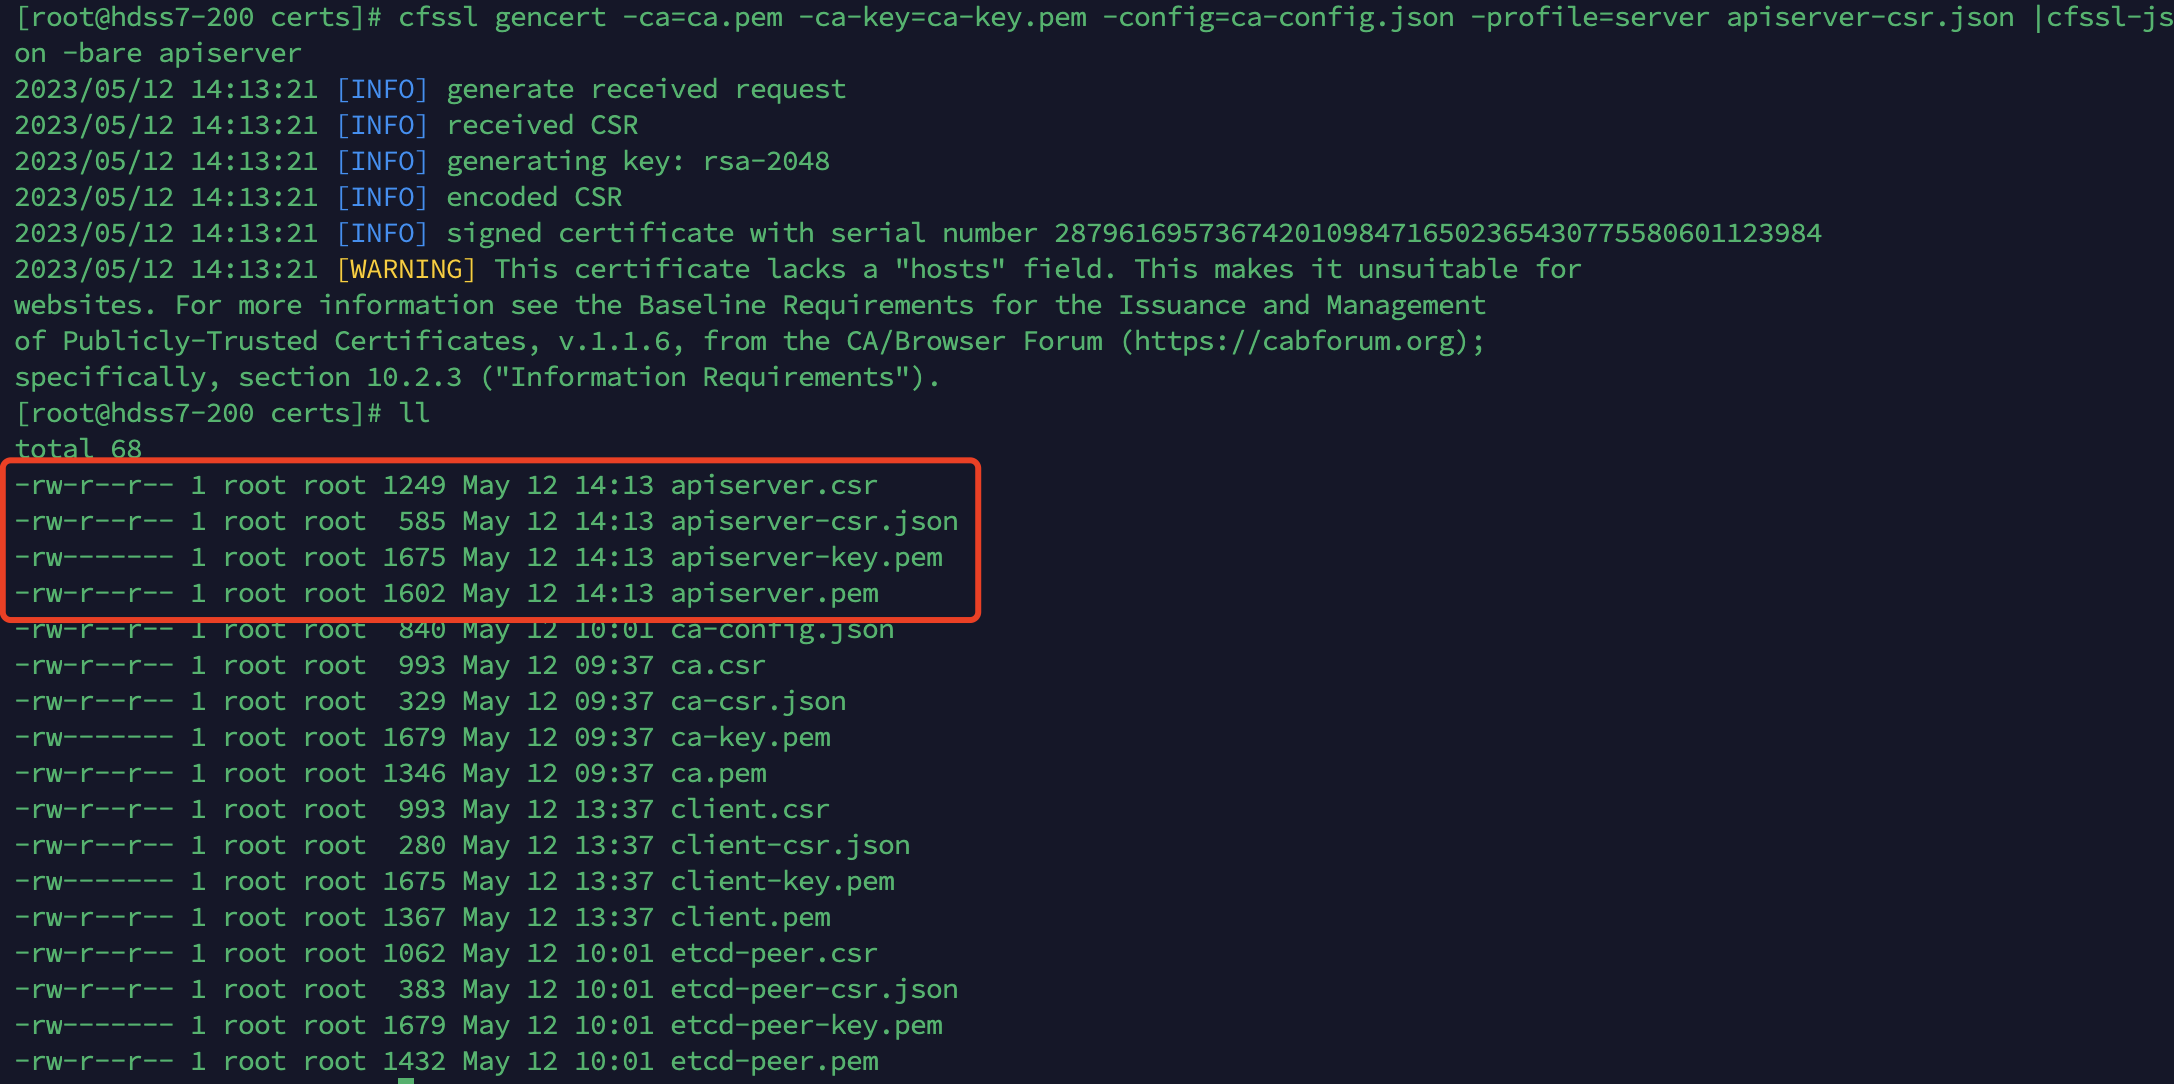 [root@hdss7-200 certs]# cfssl gencert -ca=ca.pem -ca-key=ca-key.pem -config=ca-config.json -profile=server apiserver-csr.json |cfssl-js
on -bare apiserver
2023/05/12 14:13:21 [INFO] generate received request
2023/05/12 14:13:21 [INFO] received CSR
2023/05/12 14:13:21 [INFO] generating key: rsa-2048
2023/05/12 14:13:21 [INFO] encoded CSR
2023/05/12 14:13:21 [INFO] signed certificate with serial number 287961695736742010984716502365430775580601123984
2023/05/12 14:13:21 [WARNING] This certificate lacks a "hosts" field. This makes it unsuitable for
websites. For more information see the Baseline Requirements for the Issuance and Management
of Publicly-Trusted Certificates, v.1.1.6, from the CA/Browser Forum (https://cabforum.org);
specifically, section 10.2.3 ("Information Requirements").
[root@hdss7-200 certs]# ll
total 68
-rw-r--r-- 1 root root 1249 May 12 14:13 apiserver.csr
-rw-r--r-- 1 root root  585 May 12 14:13 apiserver-csr.json
-rw------- 1 root root 1675 May 12 14:13 apiserver-key.pem
-rw-r--r-- 1 root root 1602 May 12 14:13 apiserver.pem
-rw-r--r-- 1 root root  840 May 12 10:01 ca-config.json
-rw-r--r-- 1 root root  993 May 12 09:37 ca.csr
-rw-r--r-- 1 root root  329 May 12 09:37 ca-csr.json
-rw------- 1 root root 1679 May 12 09:37 ca-key.pem
-rw-r--r-- 1 root root 1346 May 12 09:37 ca.pem
-rw-r--r-- 1 root root  993 May 12 13:37 client.csr
-rw-r--r-- 1 root root  280 May 12 13:37 client-csr.json
-rw------- 1 root root 1675 May 12 13:37 client-key.pem
-rw-r--r-- 1 root root 1367 May 12 13:37 client.pem
-rw-r--r-- 1 root root 1062 May 12 10:01 etcd-peer.csr
-rw-r--r-- 1 root root  383 May 12 10:01 etcd-peer-csr.json
-rw------- 1 root root 1679 May 12 10:01 etcd-peer-key.pem
-rw-r--r-- 1 root root 1432 May 12 10:01 etcd-peer.pem